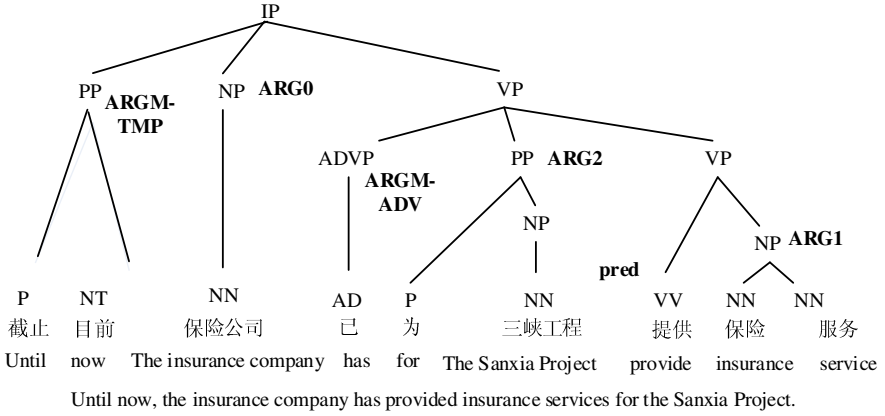 IP
PP ARGM-TMP NP ARG0 VP
ADVP ARGM-ADV PP ARG2 VP
NP
NP ARG1
pred
P NT NN AD P NN VV NN NN
截止 目前 保险公司 已 为 三峡工程 提供 保险 服务
Until now The insurance company has for The Sanxia Project provide insurance service
Until now, the insurance company has provided insurance services for the Sanxia Project.